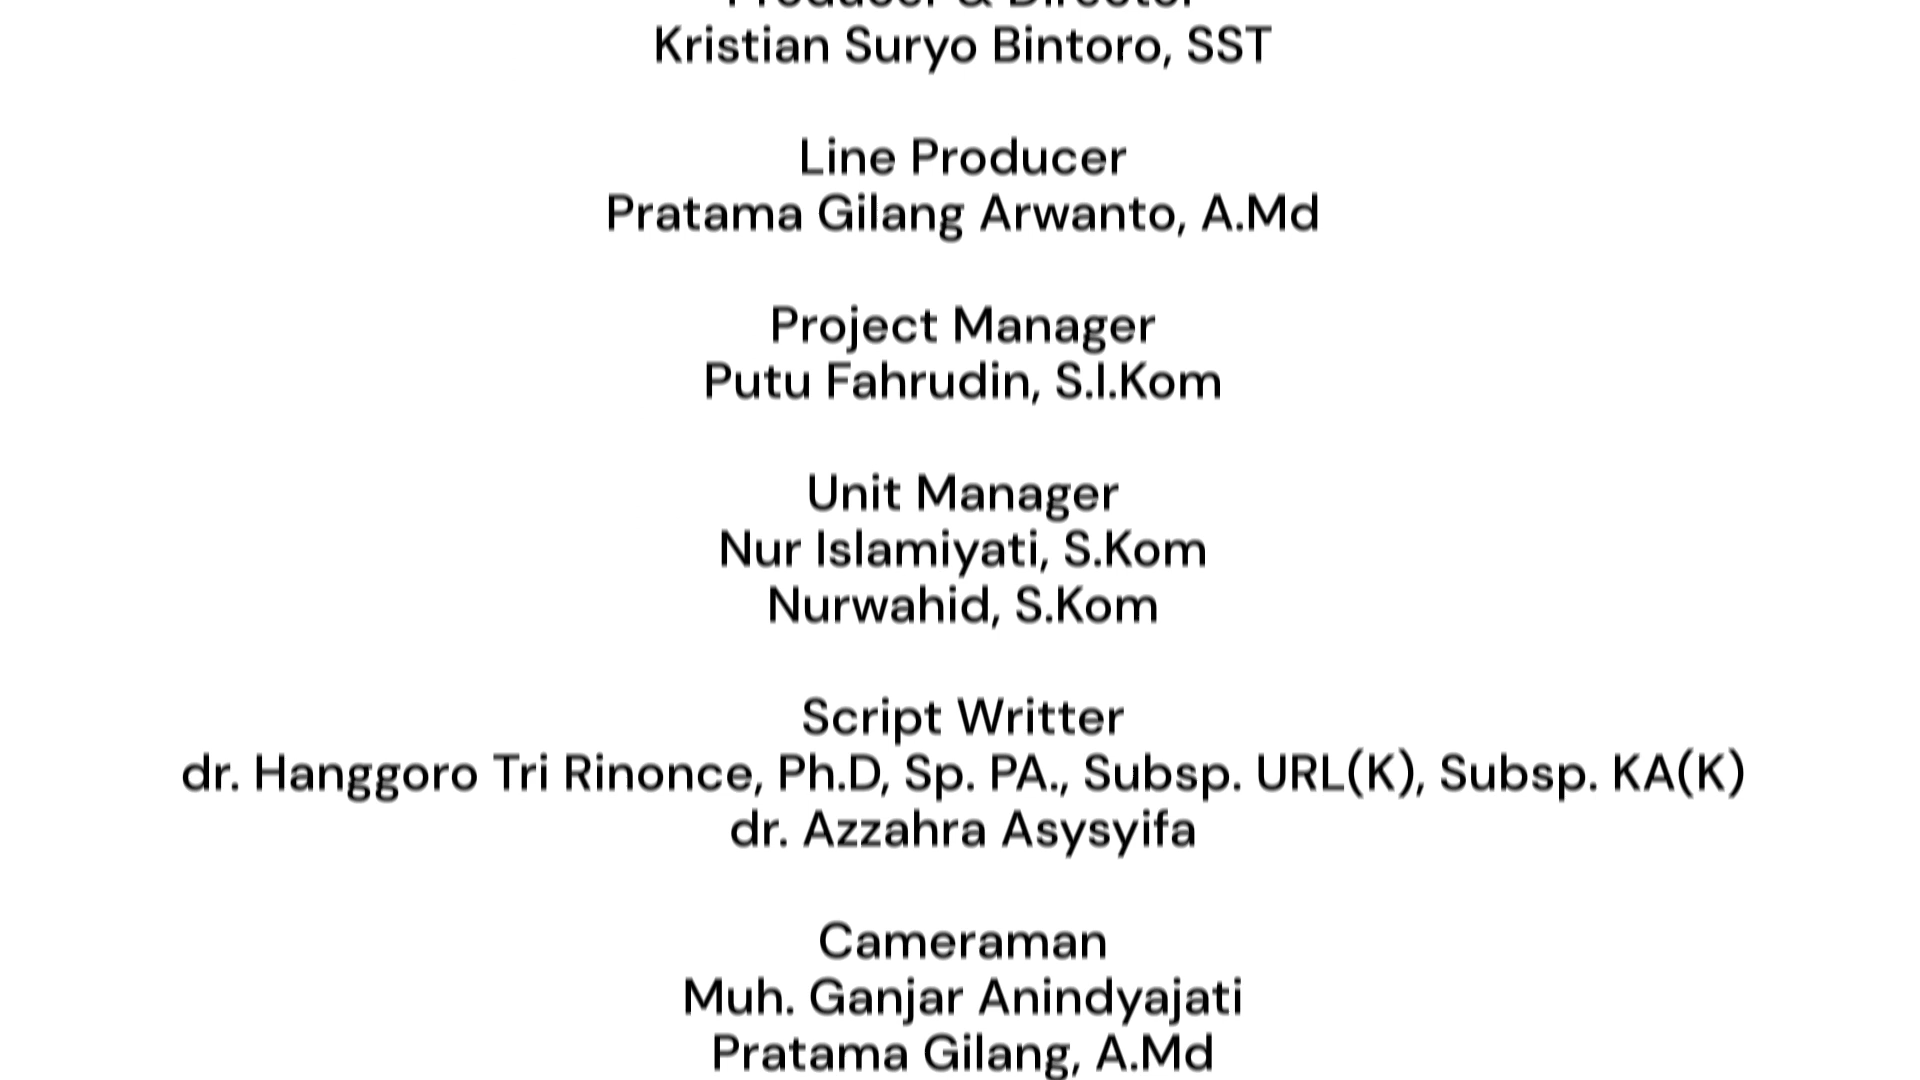 Producer & Director
Kristian Suryo Bintoro, SST
Line Producer
Pratama Gilang Arwanto, A.Md
Project Manager
Putu Fahrudin, S.I.Kom
Unit Manager
Nur Islamiyati, S.Kom
Nurwahid, S.Kom
Script Writter
dr. Hanggoro Tri Rinonce, Ph.D, Sp. PA., Subsp. URL(K), Subsp. KA(K)
dr. Azzahra Asysyifa
Cameraman
Muh. Ganjar Anindyajati
Pratama Gilang, A.Md